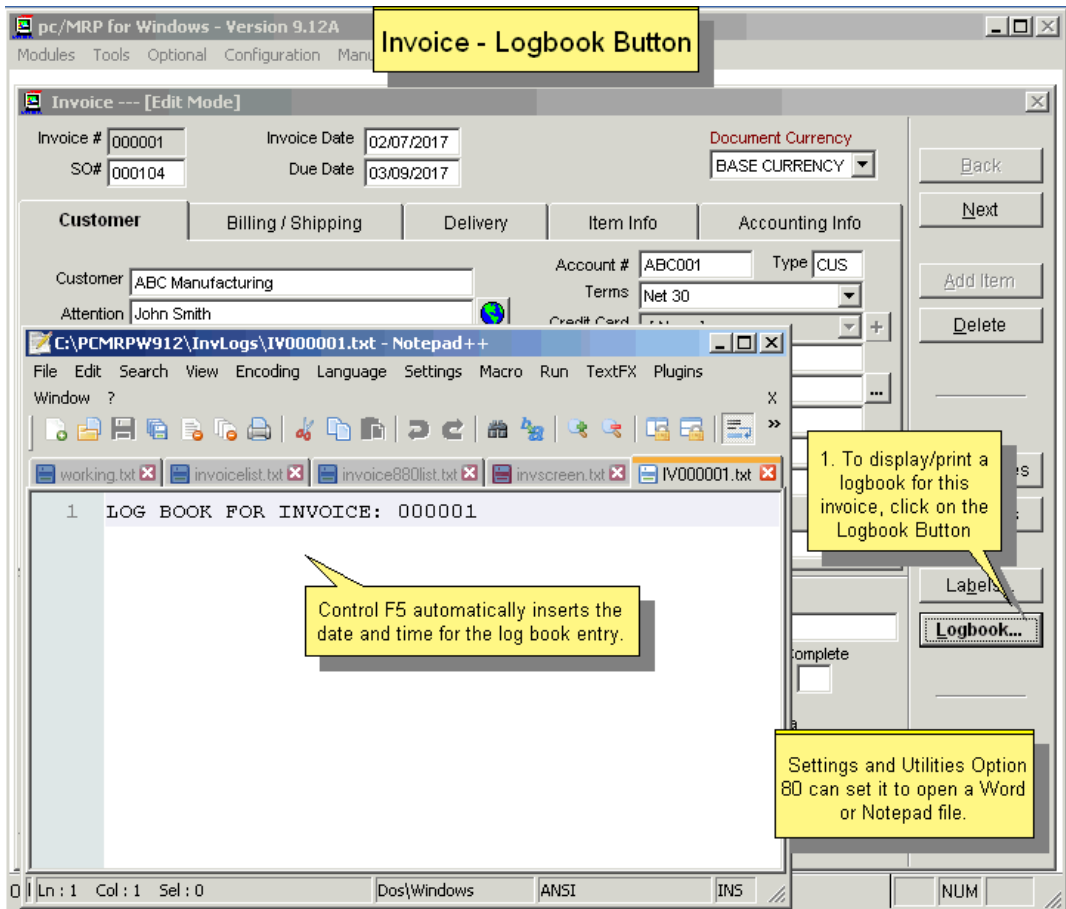 pc/MRP for Windows - Version 9.12A
Invoice - Logbook Button
Modules Tools Optional Configuration
Invoice --- [Edit Mode]
Invoice # 000001 Invoice Date 02/07/2017 Document Currency
SO# 000104 Due Date 03/09/2017 BASE CURRENCY
Back
Next
Customer Billing / Shipping Delivery Item Info Accounting Info
Customer ABC Manufacturing Account # ABC001 Type CUS
Attention John Smith Terms Net 30
Credit Card
Add Item
Delete
C:\PCMRPW912\InvLogs\IV000001.txt - Notepad++
File Edit Search View Encoding Language Settings Macro Run TextFX Plugins
Window ? X
working.txt invoicelist.txt invoice880list.txt invscreen.txt IV000001.txt
1 LOG BOOK FOR INVOICE: 000001
1. To display/print a
logbook for this
invoice, click on the
Logbook Button
Control F5 automatically inserts the
date and time for the log book entry.
Labels...
Logbook...
Complete
Settings and Utilities Option
80 can set it to open a Word
or Notepad file.
Ln : 1 Col : 1 Sel : 0 Dos\Windows ANSI INS
NUM